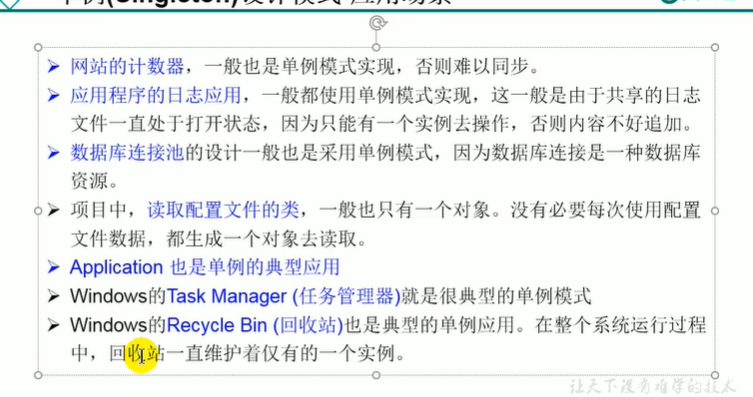 单例(Singleton)设计模式-应用场景
网站的计数器，一般也是单例模式实现，否则难以同步。
应用程序的日志应用，一般都使用单例模式实现，这一般是由于共享的日志
文件一直处于打开状态，因为只能有一个实例去操作，否则内容不好追加。
数据库连接池的设计一般也是采用单例模式，因为数据库连接是一种数据库
资源。
项目中，读取配置文件的类，一般也只有一个对象。没有必要每次使用配置
文件数据，都生成一个对象去读取。
Application 也是单例的典型应用
Windows的Task Manager (任务管理器)就是很典型的单例模式
Windows的Recycle Bin (回收站)也是典型的单例应用。在整个系统运行过程
中，回收站一直维护着仅有的一个实例。
让天下没有难学的技术